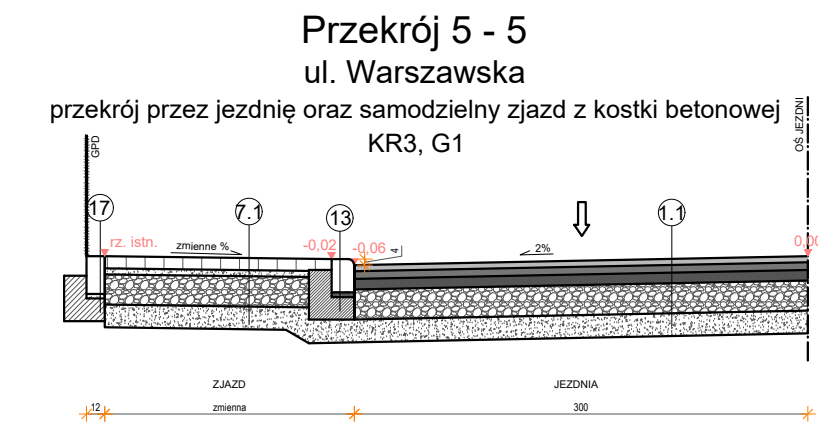 Przekrój 5 - 5
ul. Warszawska
przekrój przez jezdnię oraz samodzielny zjazd z kostki betonowej
KR3, G1
GPD
OŚ JEZDNI
17
7.1
13
1.1
rz. istn.
zmienne %
-0,02
-0,06
4
2%
0,00
ZJAZD
JEZDNIA
12
zmienna
300